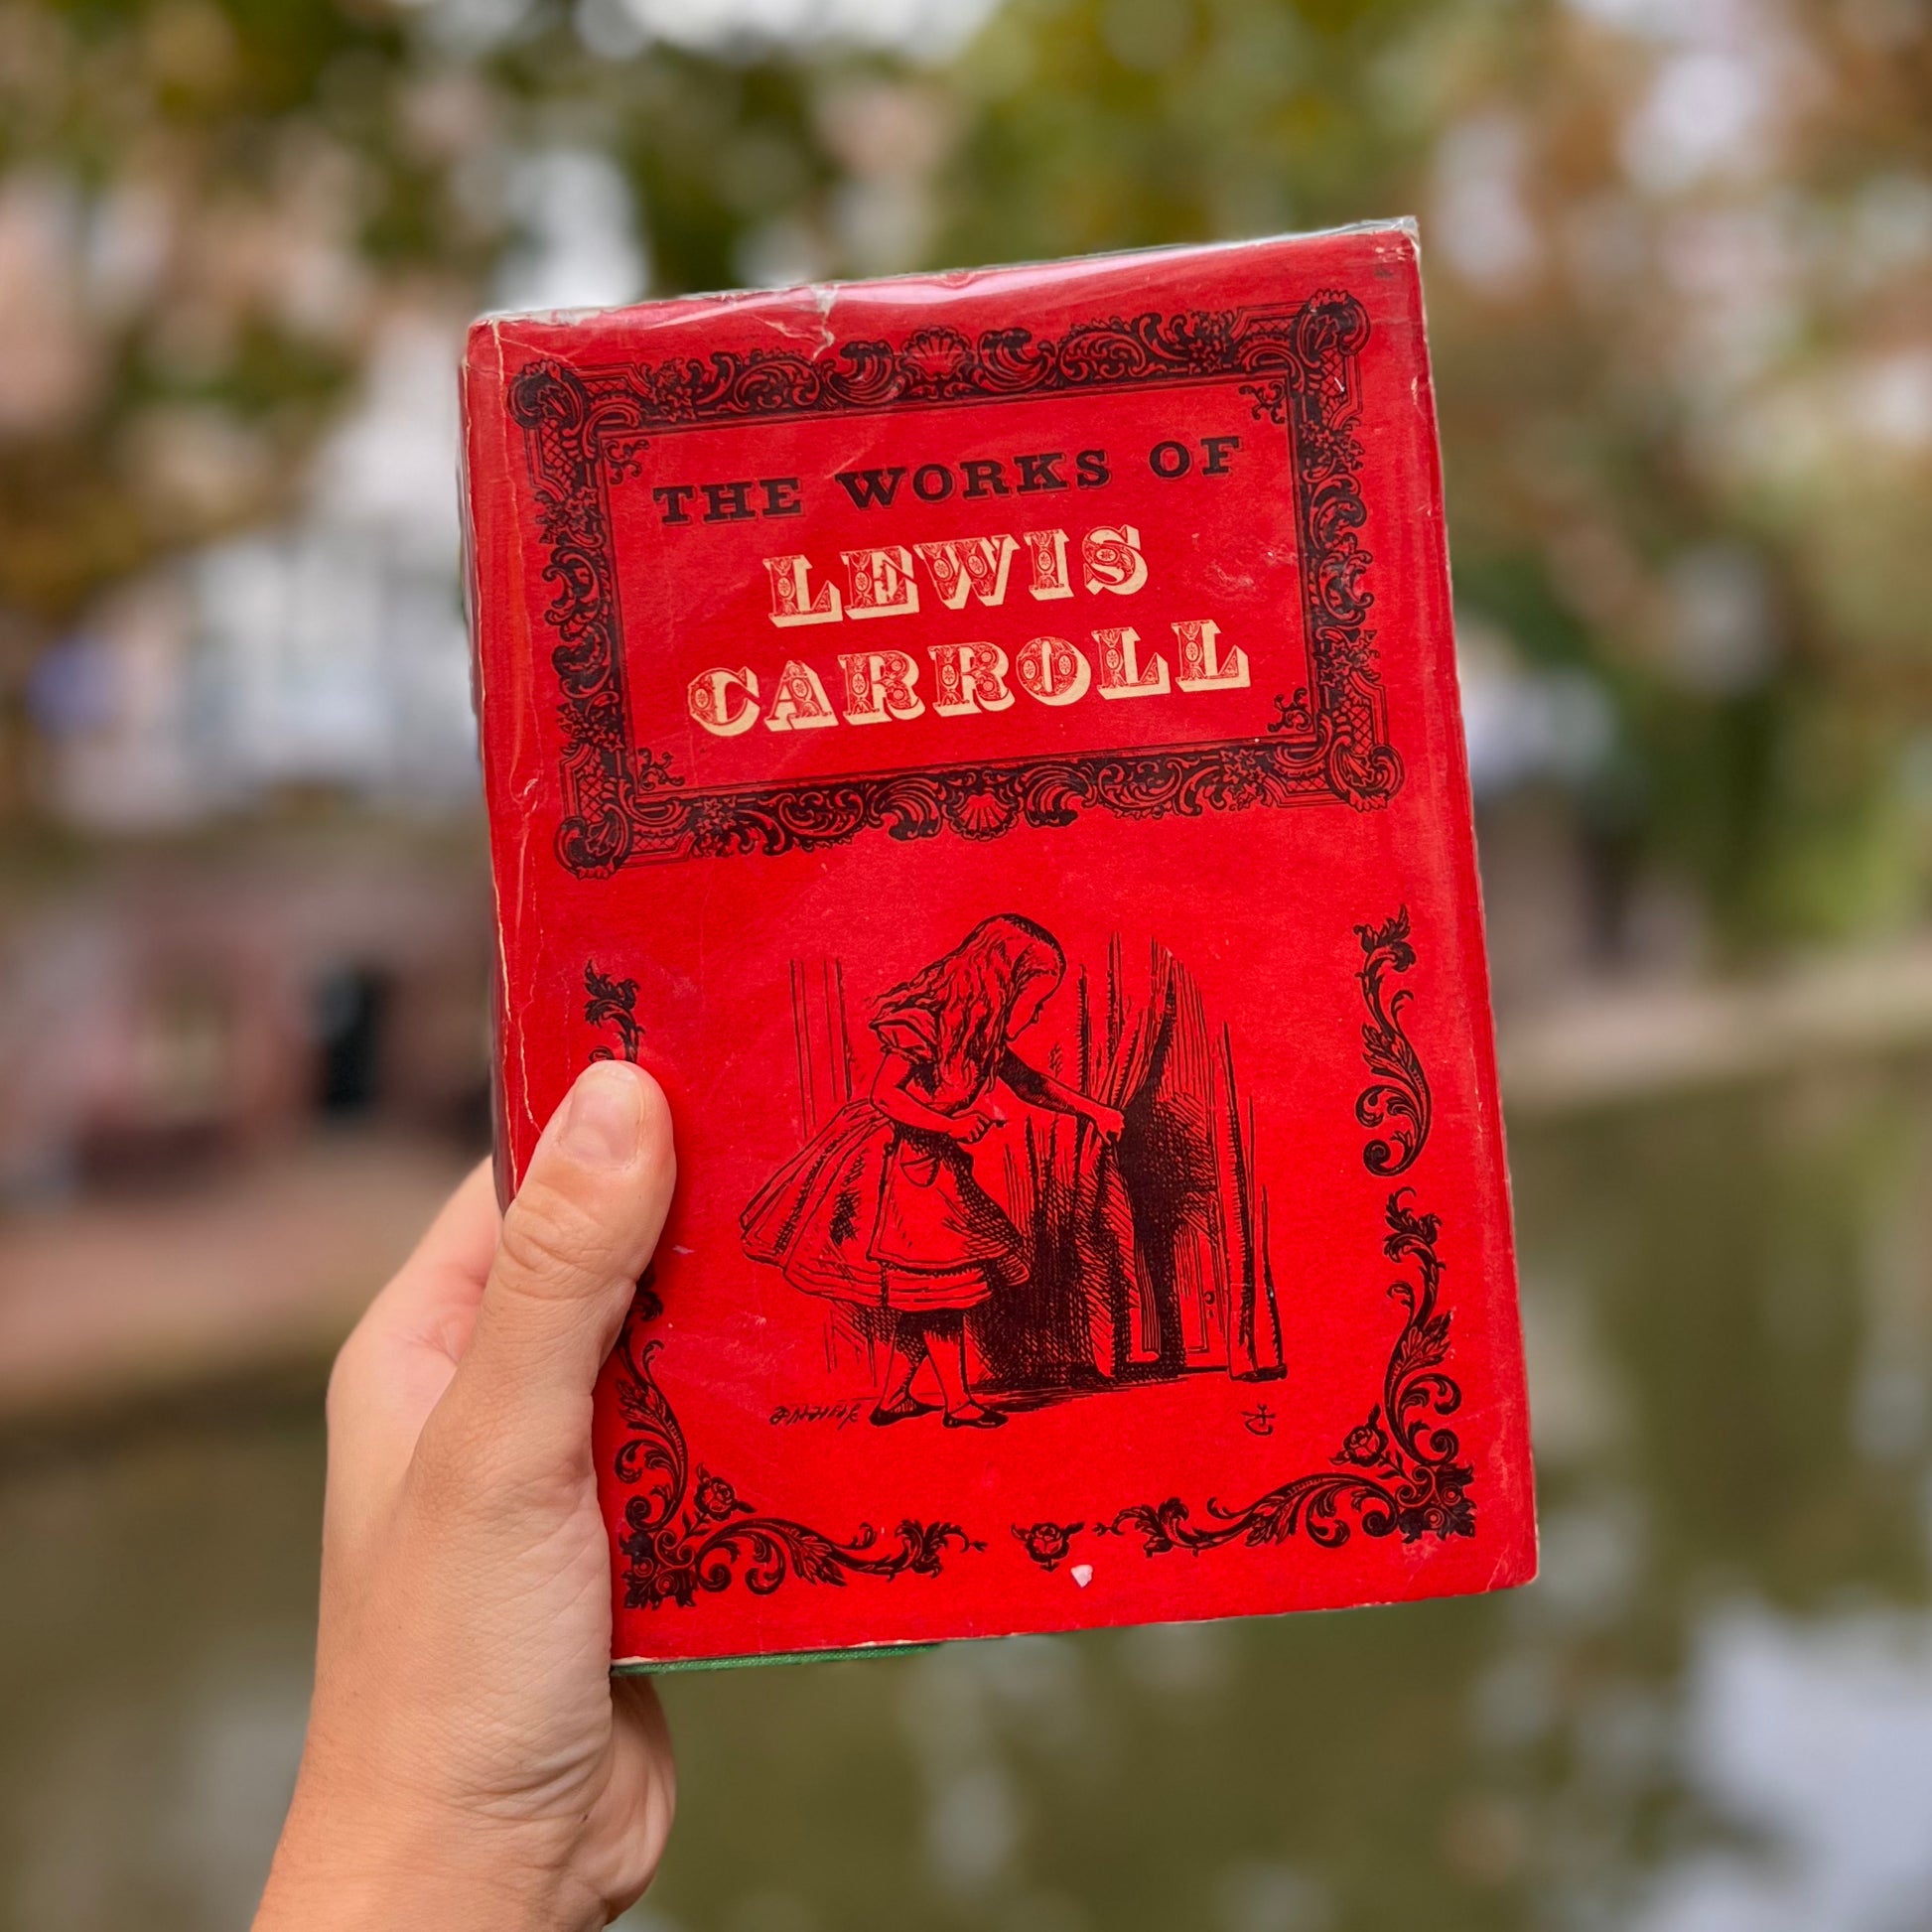 THE WORKS OF
LEWIS
CARROLL